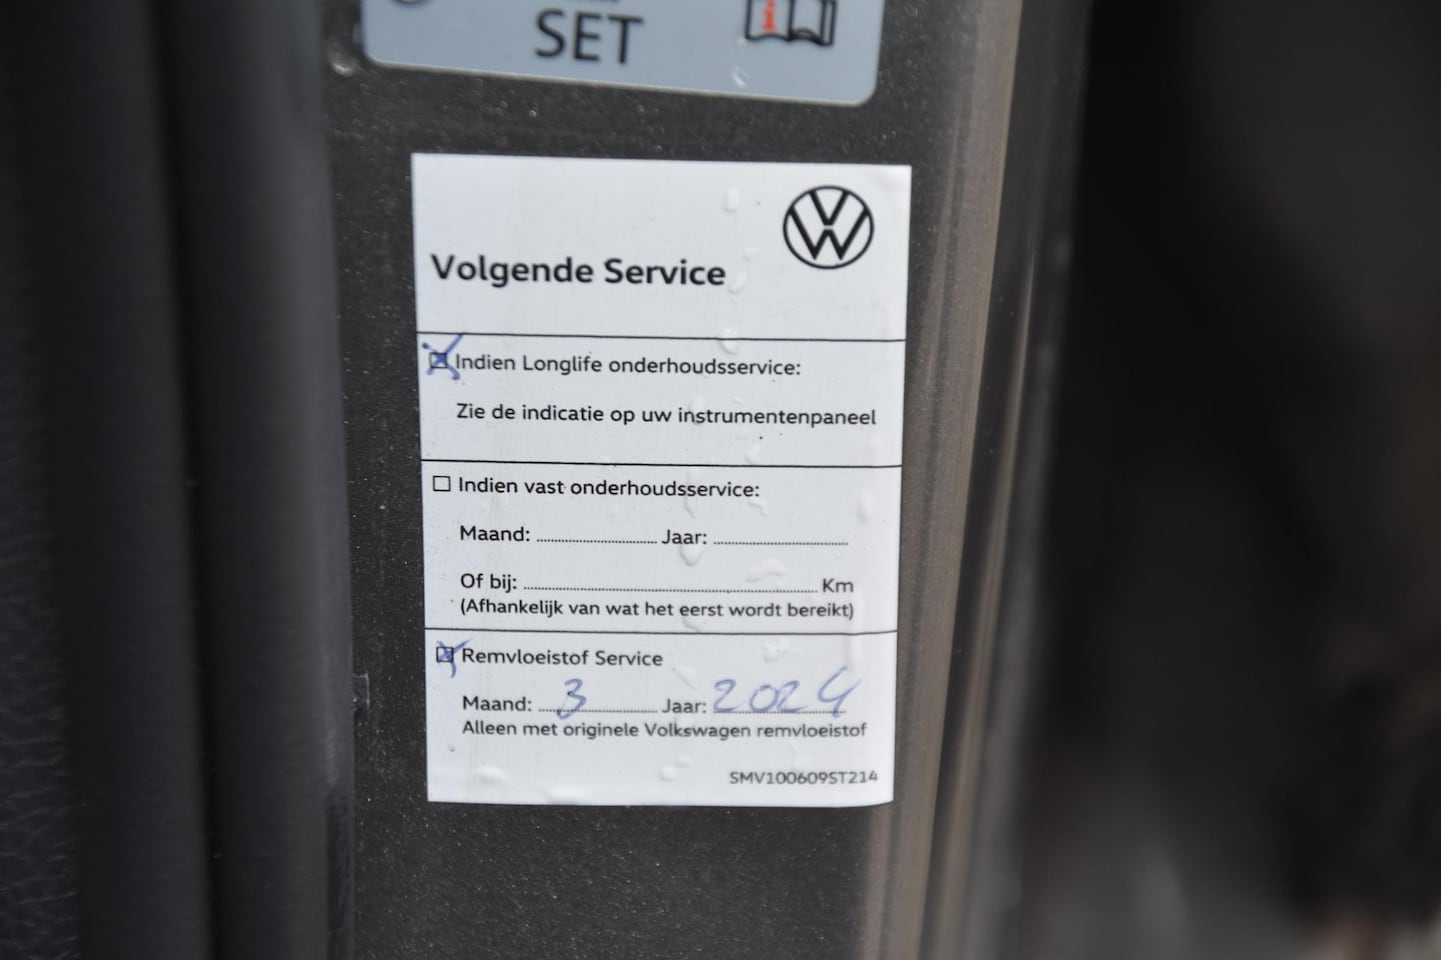 SET
Volgende Service
Indien Longlife onderhoudsservice:
Zie de indicatie op uw instrumentenpaneel
Indien vast onderhoudsservice:
Maand: ........................ Jaar: ........................
Of bij: ........................ Km
(Afhankelijk van wat het eerst wordt bereikt)
Remvloeistof Service
Maand: 3 Jaar: 2024
Alleen met originele Volkswagen remvloeistof
SMV100609ST214